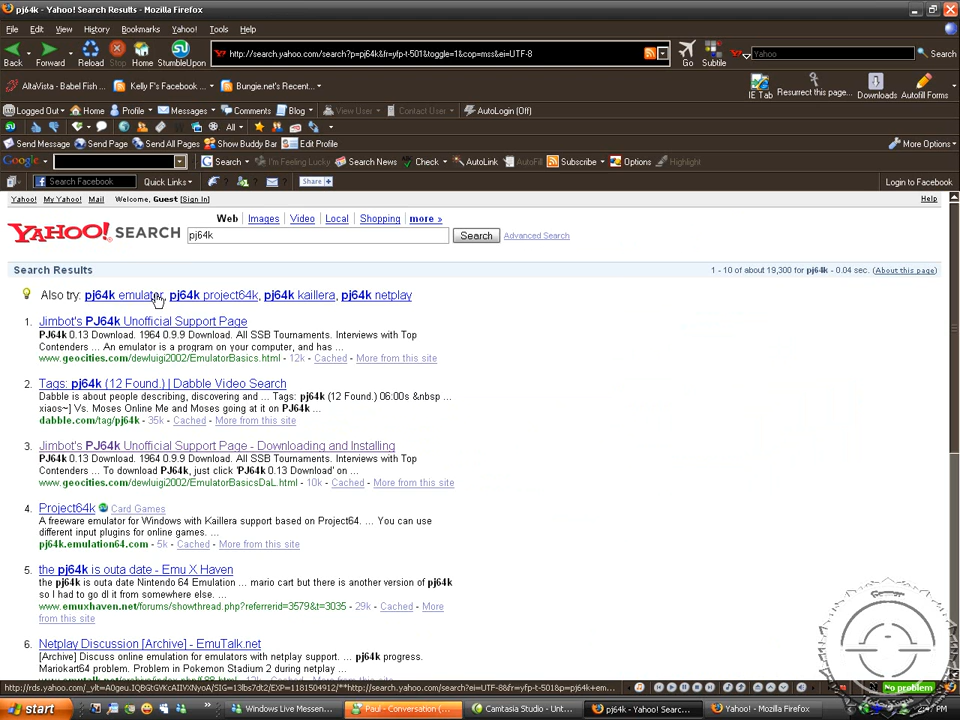 pj64k - Yahoo! Search Results - Mozilla Firefox
File Edit View History Bookmarks Yahoo! Tools Help
Back Forward Reload Stop Home StumbleUpon http://search.yahoo.com/search?p=pj64k&fr=yfp-t-501&toggle=1&cop=mss&ei=UTF-8 Go Subtile Yahoo Search
AltaVista - Babel Fish ... Kelly F's Facebook ... Bungie.net's Recent... IE Tab Resurrect this page... Downloads Autofill Forms
Logged Out Home Profile Messages Comments Blog View User Contact User AutoLogin (Off)
All
Send Message Send Page Send All Pages Show Buddy Bar Edit Profile More Options
Google Search I'm Feeling Lucky Search News Check AutoLink AutoFill Subscribe Options Highlight
Search Facebook Quick Links Share + Login to Facebook
Yahoo! My Yahoo! Mail Welcome, Guest [Sign In] Help
Web Images Video Local Shopping more »
YAHOO! SEARCH pj64k Search Advanced Search
Search Results 1 - 10 of about 19,300 for pj64k - 0.04 sec. (About this page)
Also try: pj64k emulator, pj64k project64k, pj64k kaillera, pj64k netplay
1. Jimbot's PJ64k Unofficial Support Page
PJ64k 0.13 Download. 1964 0.9.9 Download. All SSB Tournaments. Interviews with Top
Contenders ... An emulator is a program on your computer, and has ...
www.geocities.com/dewluigi2002/EmulatorBasics.html - 12k - Cached - More from this site
2. Tags: pj64k (12 Found.) | Dabble Video Search
Dabble is about people describing, discovering and ... Tags: pj64k (12 Found.) 06:00s &nbsp ...
xiaos~] Vs. Moses Online Me and Moses going at it on PJ64k ...
dabble.com/tag/pj64k - 35k - Cached - More from this site
3. Jimbot's PJ64k Unofficial Support Page - Downloading and Installing
PJ64k 0.13 Download. 1964 0.9.9 Download. All SSB Tournaments. Interviews with Top
Contenders ... To download PJ64k, just click 'PJ64k 0.13 Download' on ...
www.geocities.com/dewluigi2002/EmulatorBasicsDaL.html - 10k - Cached - More from this site
4. Project64k Card Games
A freeware emulator for Windows with Kaillera support based on Project64. ... You can use
different input plugins for online games. ...
pj64k.emulation64.com - 5k - Cached - More from this site
5. the pj64k is outa date - Emu X Haven
the pj64k is outa date Nintendo 64 Emulation ... mario cart but there is another version of pj64k
so I had to go dl it from somewhere else. ...
www.emuxhaven.net/forums/showthread.php?referrerid=3579&t=3035 - 29k - Cached - More
from this site
6. Netplay Discussion [Archive] - EmuTalk.net
[Archive] Discuss online emulation for emulators with netplay support. ... pj64k progress.
Mariokart64 problem. Problem in Pokemon Stadium 2 during netplay ...
No problem
start Windows Live Messen... Paul - Conversation (... Camtasia Studio - Unt... pj64k - Yahoo! Searc... Yahoo! - Mozilla Firefox